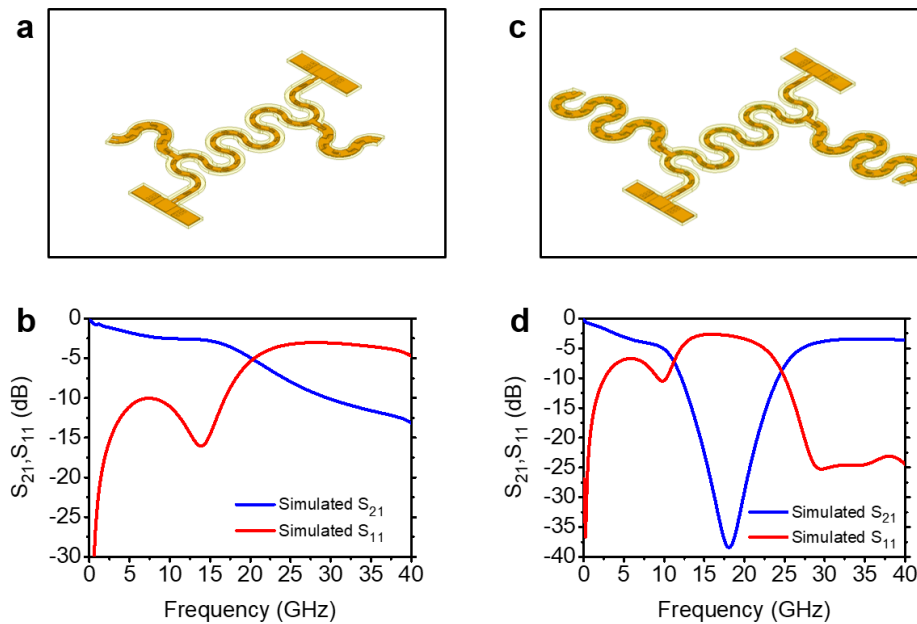 a
c
b
0
-5
-10
-15
-20
-25
-30
S21,S11 (dB)
Simulated S21
Simulated S11
0 5 10 15 20 25 30 35 40
Frequency (GHz)
d
0
-5
-10
-15
-20
-25
-30
-35
-40
S21, S11 (dB)
Simulated S21
Simulated S11
0 5 10 15 20 25 30 35 40
Frequency (GHz)